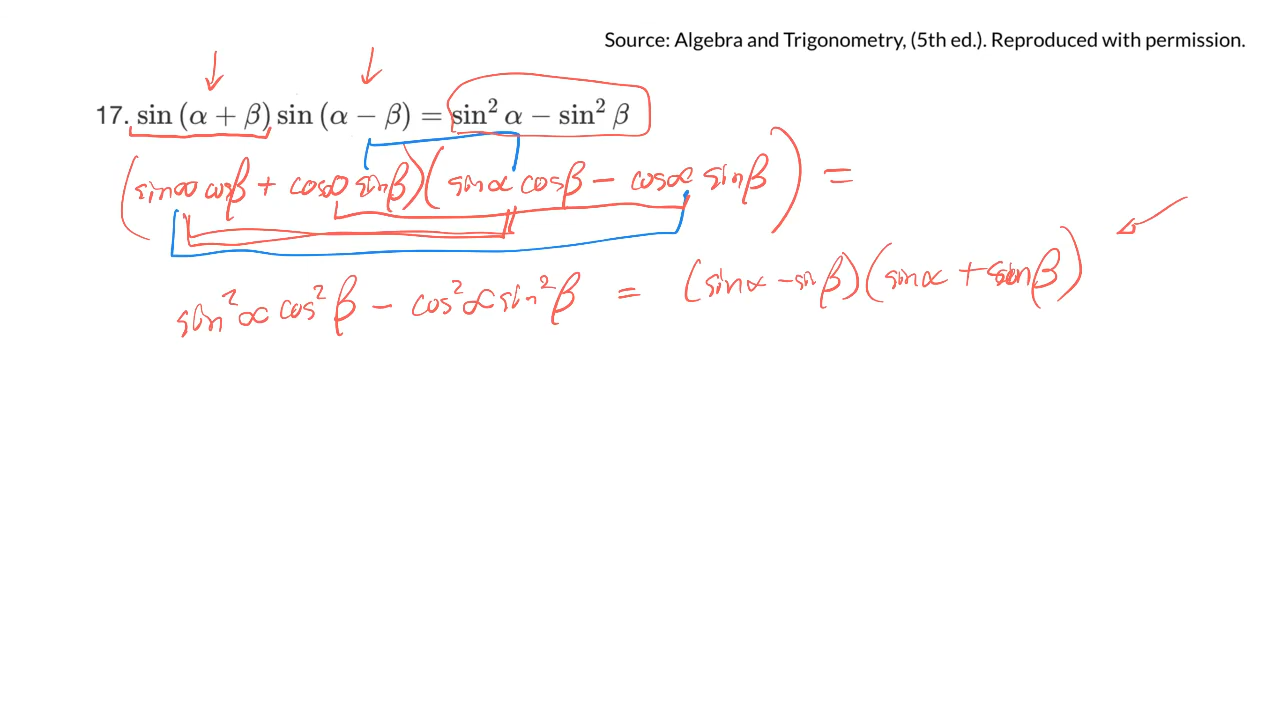 Source: Algebra and Trigonometry, (5th ed.). Reproduced with permission.
17. sin (α + β) sin (α − β) = sin² α − sin² β
(sinα cosβ + cosα sinβ)(sinα cosβ − cosα sinβ) =
sin²α cos²β − cos²α sin²β = (sinα − sinβ)(sinα + sinβ)